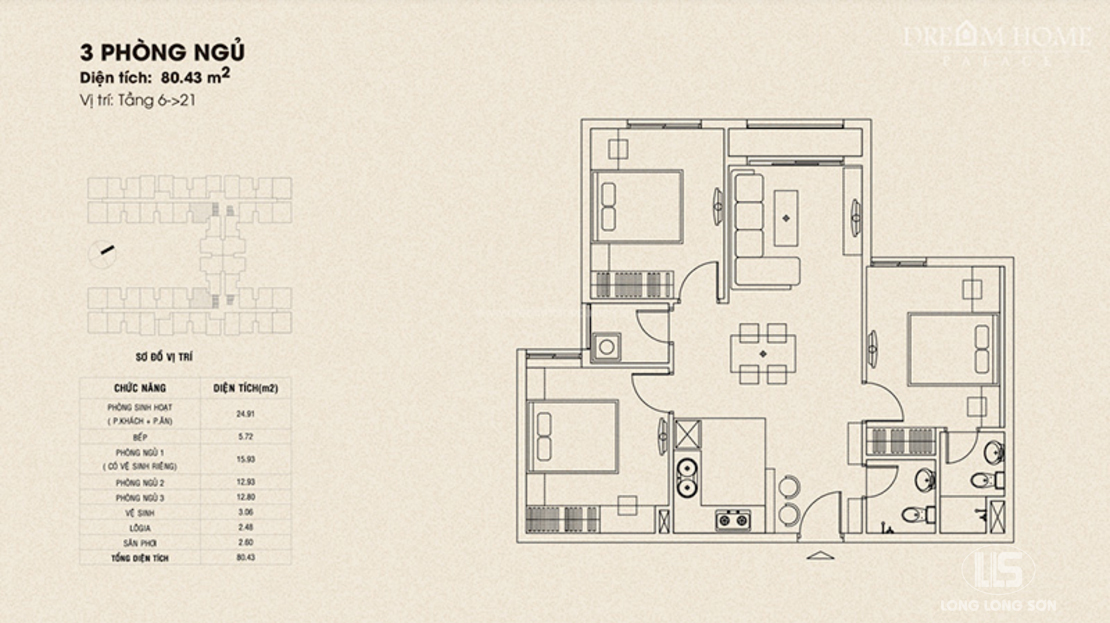 3 PHÒNG NGỦ
Diện tích: 80.43 m2
Vị trí: Tầng 6->21
DREAM HOME
PALACE
SƠ ĐỒ VỊ TRÍ
CHỨC NĂNG DIỆN TÍCH(m2)
PHÒNG SINH HOẠT
( P.KHÁCH + P.ĂN) 24.91
BẾP 5.72
PHÒNG NGỦ 1
( CÓ VỆ SINH RIÊNG) 15.93
PHÒNG NGỦ 2 12.93
PHÒNG NGỦ 3 12.80
VỆ SINH 3.06
LÔGIA 2.48
SÂN PHƠI 2.60
TỔNG DIỆN TÍCH 80.43
LLS
LONG LONG SON